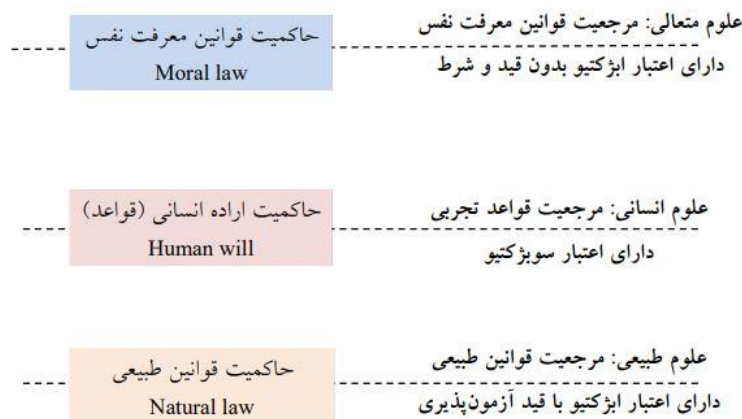 علوم متعالی: مرجعیت قوانین معرفت نفس
حاکمیت قوانین معرفت نفس
دارای اعتبار ابژکتیو بدون قید و شرط
Moral law
علوم انسانی: مرجعیت قواعد تجربی
حاکمیت اراده انسانی (قواعد)
دارای اعتبار سوبژکتیو
Human will
علوم طبیعی: مرجعیت قوانین طبیعی
حاکمیت قوانین طبیعی
دارای اعتبار ابژکتیو با قید آزمون‌پذیری
Natural law